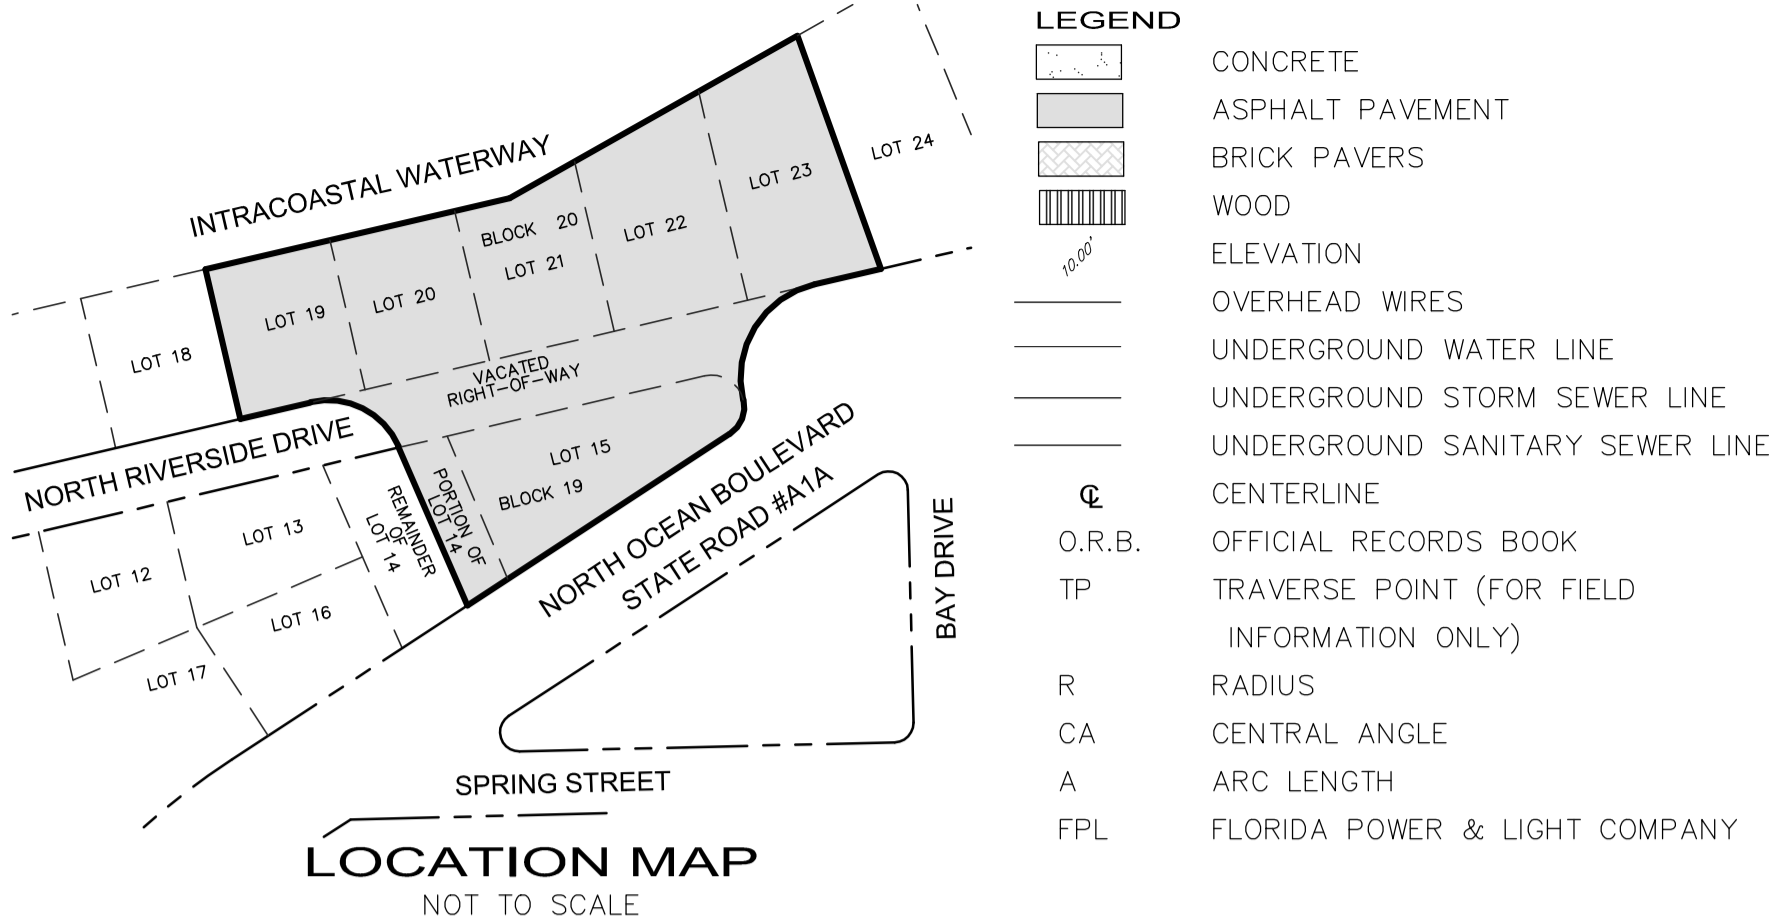 INTRACOASTAL WATERWAY
LOT 24
LOT 23
BLOCK 20
LOT 22
LOT 21
LOT 20
LOT 19
LOT 18
VACATED
RIGHT-OF-WAY
NORTH RIVERSIDE DRIVE
LOT 15
BLOCK 19
PORTION OF
LOT 14
REMAINDER
OF
LOT 14
LOT 13
LOT 12
LOT 16
LOT 17
NORTH OCEAN BOULEVARD
STATE ROAD #A1A
BAY DRIVE
SPRING STREET
LOCATION MAP
NOT TO SCALE
LEGEND
CONCRETE
ASPHALT PAVEMENT
BRICK PAVERS
WOOD
10.00' ELEVATION
OVERHEAD WIRES
UNDERGROUND WATER LINE
UNDERGROUND STORM SEWER LINE
UNDERGROUND SANITARY SEWER LINE
℄ CENTERLINE
O.R.B. OFFICIAL RECORDS BOOK
TP TRAVERSE POINT (FOR FIELD
INFORMATION ONLY)
R RADIUS
CA CENTRAL ANGLE
A ARC LENGTH
FPL FLORIDA POWER & LIGHT COMPANY